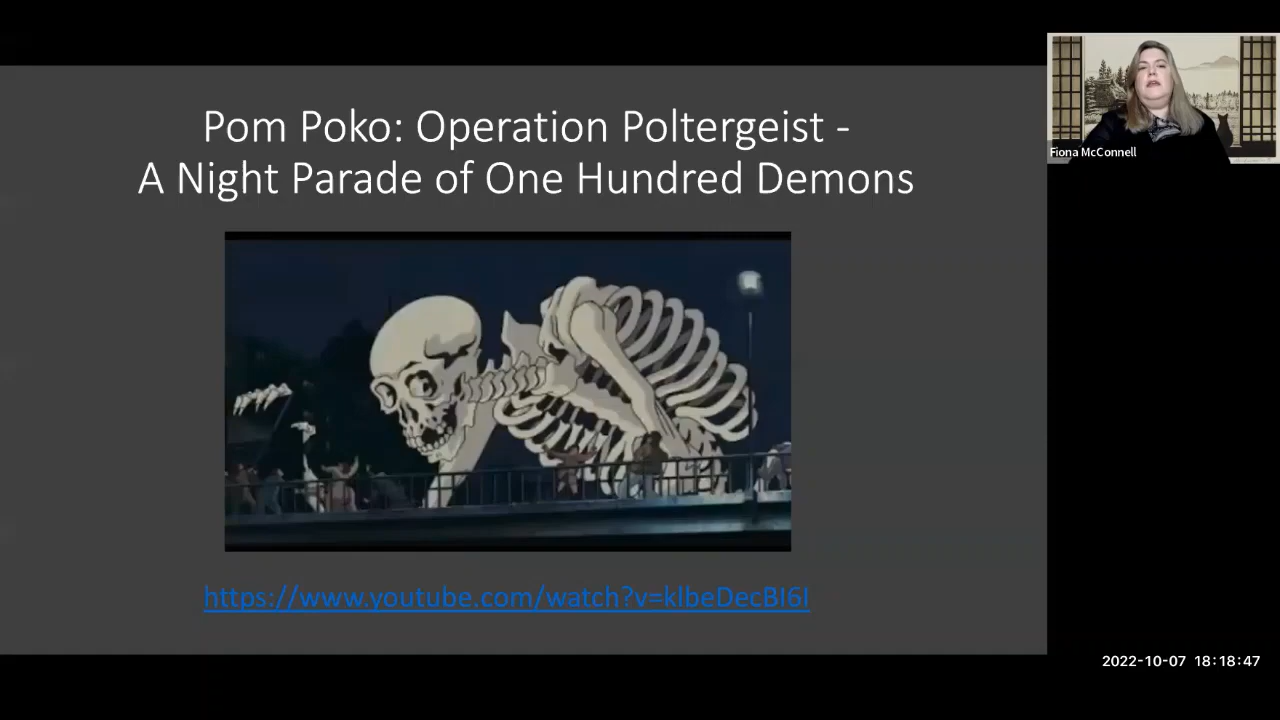 Pom Poko: Operation Poltergeist -
A Night Parade of One Hundred Demons
https://www.youtube.com/watch?v=klbeDecBI6I
Fiona McConnell
2022-10-07 18:18:47